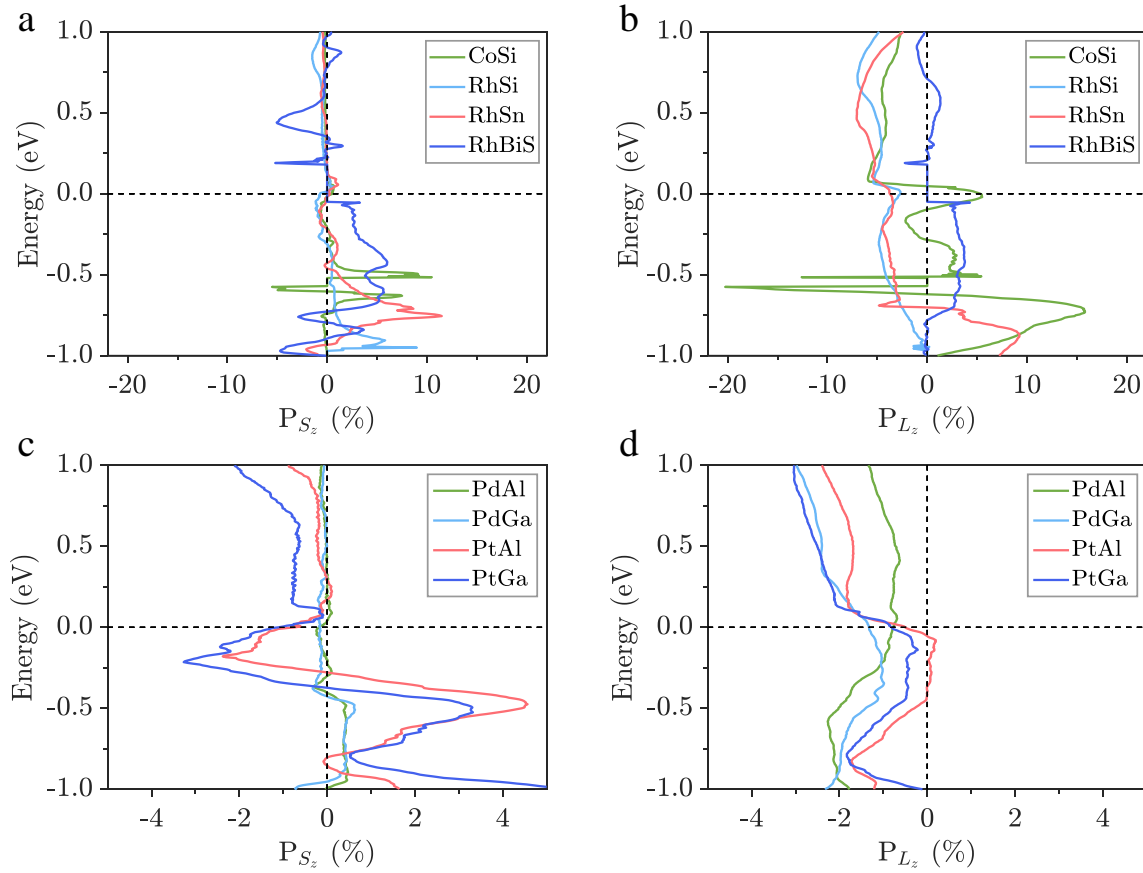 a
1.0
0.5
0.0
-0.5
-1.0
Energy (eV)
CoSi
RhSi
RhSn
RhBiS
-20
-10
0
10
20
P_{S_z} (%)
b
1.0
0.5
0.0
-0.5
-1.0
Energy (eV)
CoSi
RhSi
RhSn
RhBiS
-20
-10
0
10
20
P_{L_z} (%)
c
1.0
0.5
0.0
-0.5
-1.0
Energy (eV)
PdAl
PdGa
PtAl
PtGa
-4
-2
0
2
4
P_{S_z} (%)
d
1.0
0.5
0.0
-0.5
-1.0
Energy (eV)
PdAl
PdGa
PtAl
PtGa
-4
-2
0
2
4
P_{L_z} (%)